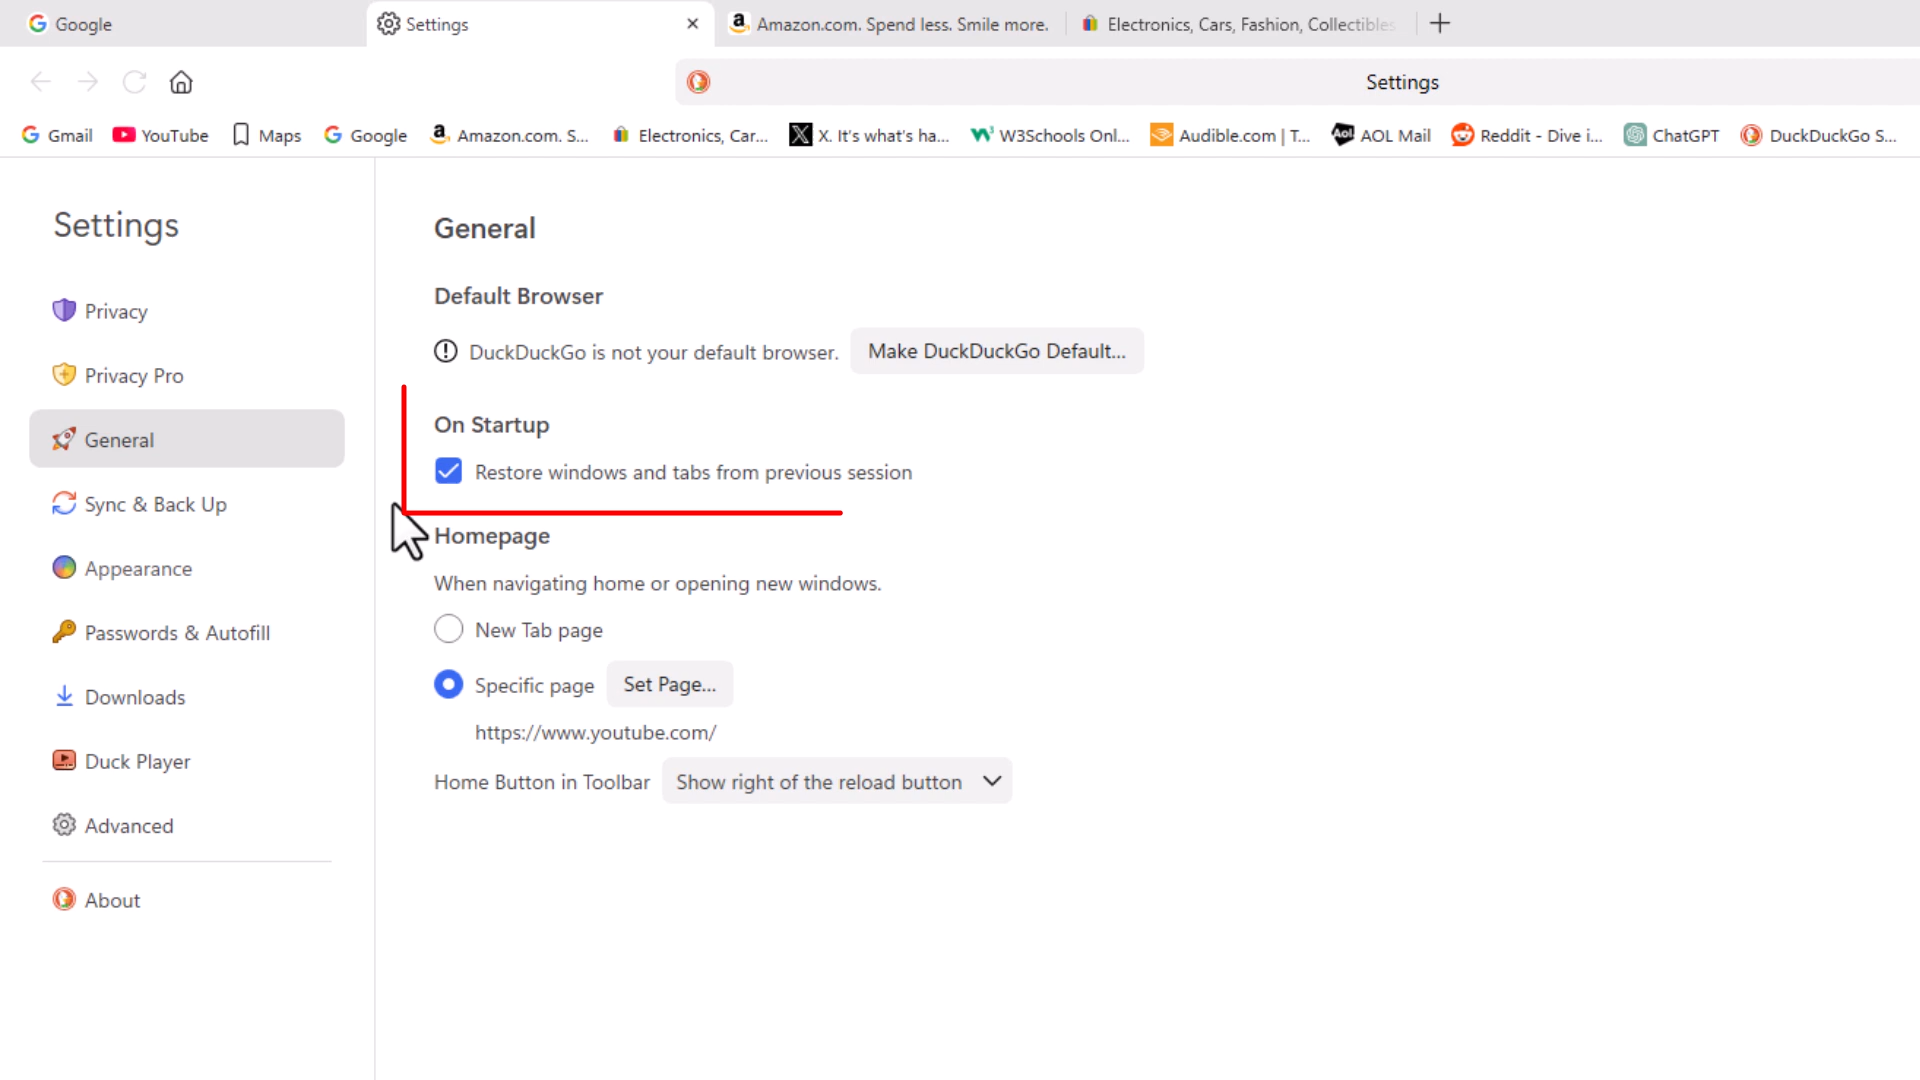 Google
Settings
Amazon.com. Spend less. Smile more.
Electronics, Cars, Fashion, Collectibles
Settings
Gmail
YouTube
Maps
Google
Amazon.com. S...
Electronics, Car...
X. It's what's ha...
W3Schools Onl...
Audible.com | T...
AOL Mail
Reddit - Dive i...
ChatGPT
DuckDuckGo S...
Settings
Privacy
Privacy Pro
General
Sync & Back Up
Appearance
Passwords & Autofill
Downloads
Duck Player
Advanced
About
General
Default Browser
DuckDuckGo is not your default browser.
Make DuckDuckGo Default...
On Startup
Restore windows and tabs from previous session
Homepage
When navigating home or opening new windows.
New Tab page
Specific page
Set Page...
https://www.youtube.com/
Home Button in Toolbar
Show right of the reload button